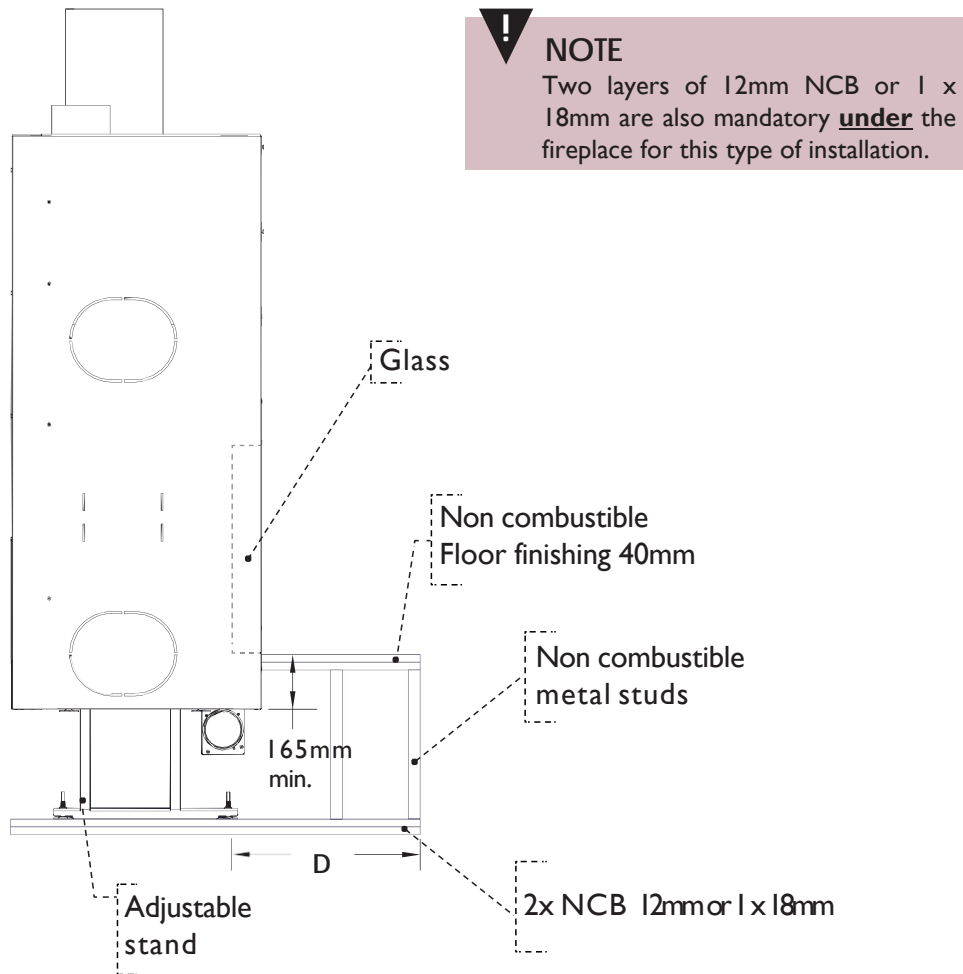 !
NOTE
Two layers of 12mm NCB or 1 x
18mm are also mandatory under the
fireplace for this type of installation.
Glass
Non combustible
Floor finishing 40mm
Non combustible
metal studs
165mm
min.
D
2x NCB 12mm or 1 x 18mm
Adjustable
stand